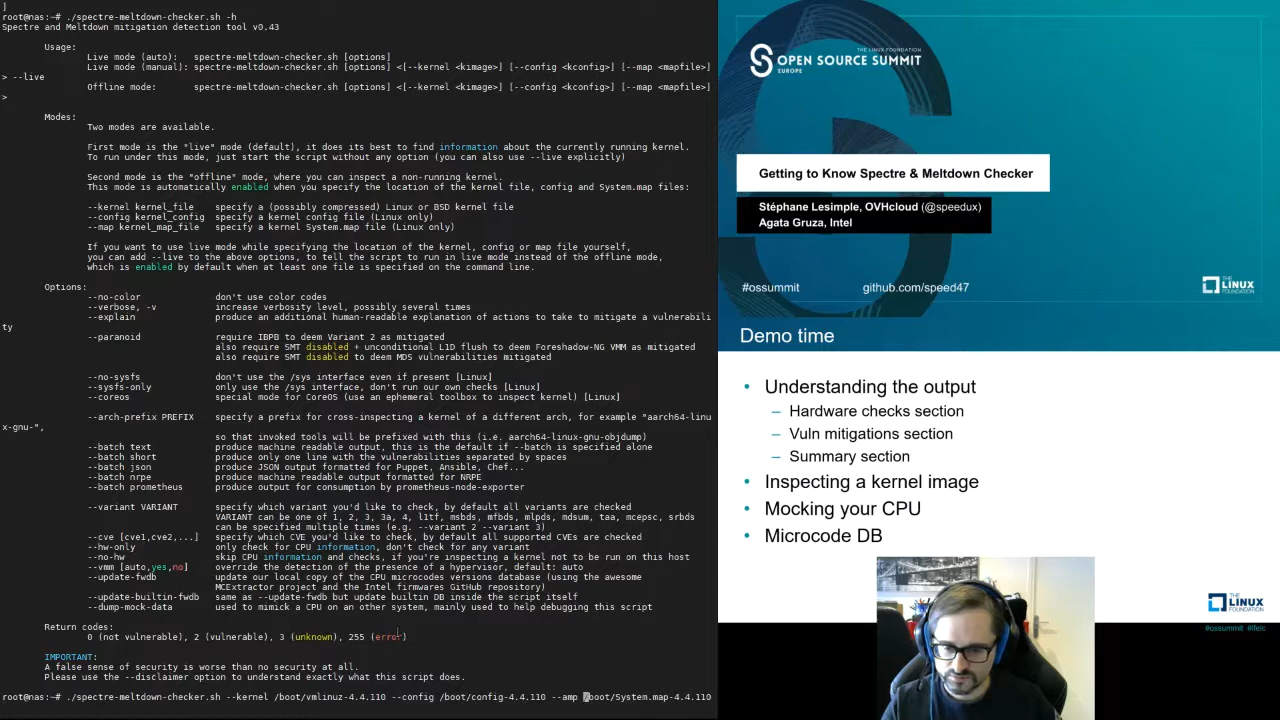 ]
root@nas:~# ./spectre-meltdown-checker.sh -h
Spectre and Meltdown mitigation detection tool v0.43
Usage:
Live mode (auto):   spectre-meltdown-checker.sh [options]
Live mode (manual): spectre-meltdown-checker.sh [options] <[--kernel <kimage>] [--config <kconfig>] [--map <mapfile>]
> --live
Offline mode:       spectre-meltdown-checker.sh [options] <[--kernel <kimage>] [--config <kconfig>] [--map <mapfile>]
>
Modes:
Two modes are available.
First mode is the "live" mode (default), it does its best to find information about the currently running kernel.
To run under this mode, just start the script without any option (you can also use --live explicitly)
Second mode is the "offline" mode, where you can inspect a non-running kernel.
This mode is automatically enabled when you specify the location of the kernel file, config and System.map files:
--kernel kernel_file    specify a (possibly compressed) Linux or BSD kernel file
--config kernel_config  specify a kernel config file (Linux only)
--map kernel_map_file   specify a kernel System.map file (Linux only)
If you want to use live mode while specifying the location of the kernel, config or map file yourself,
you can add --live to the above options, to tell the script to run in live mode instead of the offline mode,
which is enabled by default when at least one file is specified on the command line.
Options:
--no-color              don't use color codes
--verbose, -v           increase verbosity level, possibly several times
--explain               produce an additional human-readable explanation of actions to take to mitigate a vulnerabili
ty
--paranoid              require IBPB to deem Variant 2 as mitigated
also require SMT disabled + unconditional L1D flush to deem Foreshadow-NG VMM as mitigated
also require SMT disabled to deem MDS vulnerabilities mitigated
--no-sysfs              don't use the /sys interface even if present [Linux]
--sysfs-only            only use the /sys interface, don't run our own checks [Linux]
--coreos                special mode for CoreOS (use an ephemeral toolbox to inspect kernel) [Linux]
--arch-prefix PREFIX    specify a prefix for cross-inspecting a kernel of a different arch, for example "aarch64-linu
x-gnu-",
so that invoked tools will be prefixed with this (i.e. aarch64-linux-gnu-objdump)
--batch text            produce machine readable output, this is the default if --batch is specified alone
--batch short           produce only one line with the vulnerabilities separated by spaces
--batch json            produce JSON output formatted for Puppet, Ansible, Chef...
--batch nrpe            produce machine readable output formatted for NRPE
--batch prometheus      produce output for consumption by prometheus-node-exporter
--variant VARIANT       specify which variant you'd like to check, by default all variants are checked
VARIANT can be one of 1, 2, 3, 3a, 4, l1tf, msbds, mfbds, mlpds, mdsum, taa, mcepsc, srbds
can be specified multiple times (e.g. --variant 2 --variant 3)
--cve [cve1,cve2,...]   specify which CVE you'd like to check, by default all supported CVEs are checked
--hw-only               only check for CPU information, don't check for any variant
--no-hw                 skip CPU information and checks, if you're inspecting a kernel not to be run on this host
--vmm [auto,yes,no]     override the detection of the presence of a hypervisor, default: auto
--update-fwdb           update our local copy of the CPU microcodes versions database (using the awesome
MCExtractor project and the Intel firmwares GitHub repository)
--update-builtin-fwdb   same as --update-fwdb but update builtin DB inside the script itself
--dump-mock-data        used to mimick a CPU on an other system, mainly used to help debugging this script
Return codes:
0 (not vulnerable), 2 (vulnerable), 3 (unknown), 255 (error)
IMPORTANT:
A false sense of security is worse than no security at all.
Please use the --disclaimer option to understand exactly what this script does.
root@nas:~# ./spectre-meltdown-checker.sh --kernel /boot/vmlinuz-4.4.110 --config /boot/config-4.4.110 --amp /boot/System.map-4.4.110
THE LINUX FOUNDATION
OPEN SOURCE SUMMIT
EUROPE
Getting to Know Spectre & Meltdown Checker
Stéphane Lesimple, OVHcloud (@speedux)
Agata Gruza, Intel
#ossummit github.com/speed47
THE LINUX FOUNDATION
Demo time
• Understanding the output
– Hardware checks section
– Vuln mitigations section
– Summary section
• Inspecting a kernel image
• Mocking your CPU
• Microcode DB
THE LINUX FOUNDATION
#ossummit #lfelc